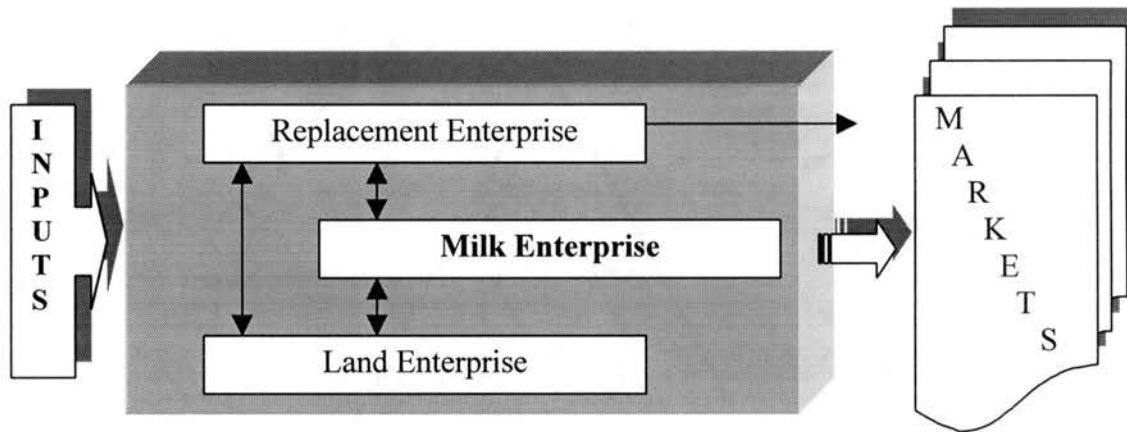 INPUTS
Replacement Enterprise
Milk Enterprise
Land Enterprise
MARKETS